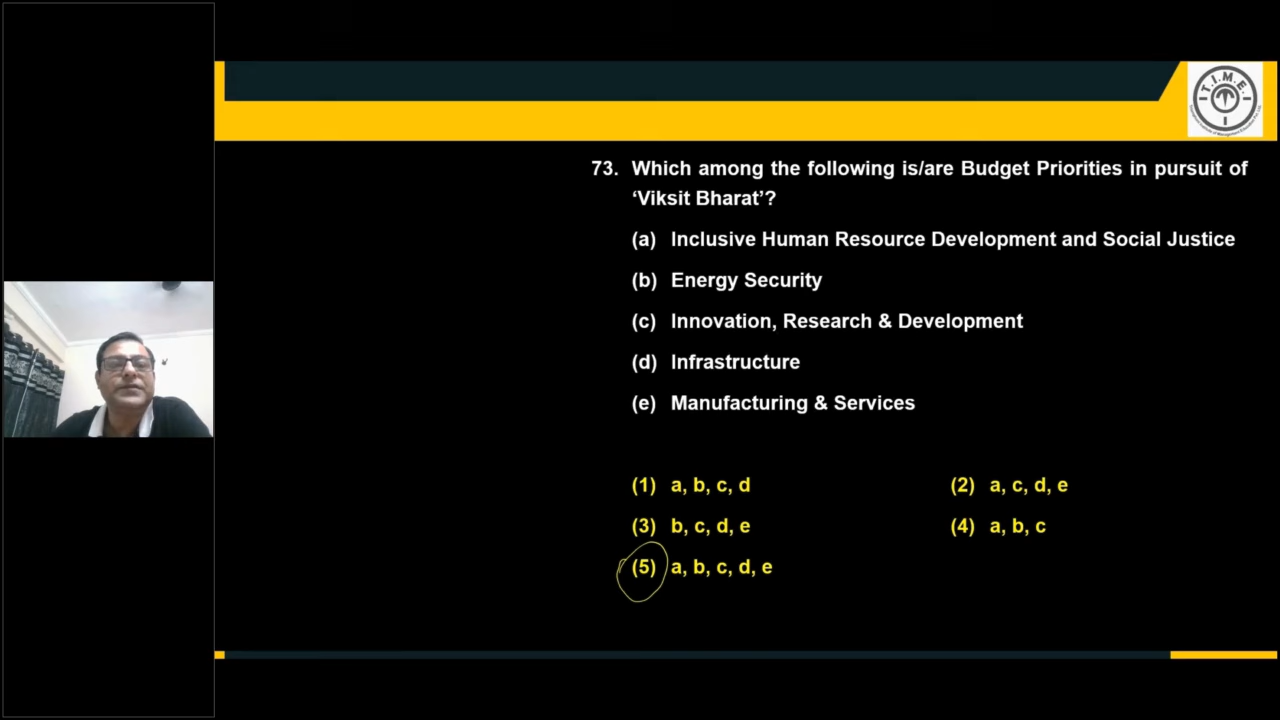 T.I.M.E.
73. Which among the following is/are Budget Priorities in pursuit of
‘Viksit Bharat’?
(a) Inclusive Human Resource Development and Social Justice
(b) Energy Security
(c) Innovation, Research & Development
(d) Infrastructure
(e) Manufacturing & Services
(1) a, b, c, d (2) a, c, d, e
(3) b, c, d, e (4) a, b, c
(5) a, b, c, d, e